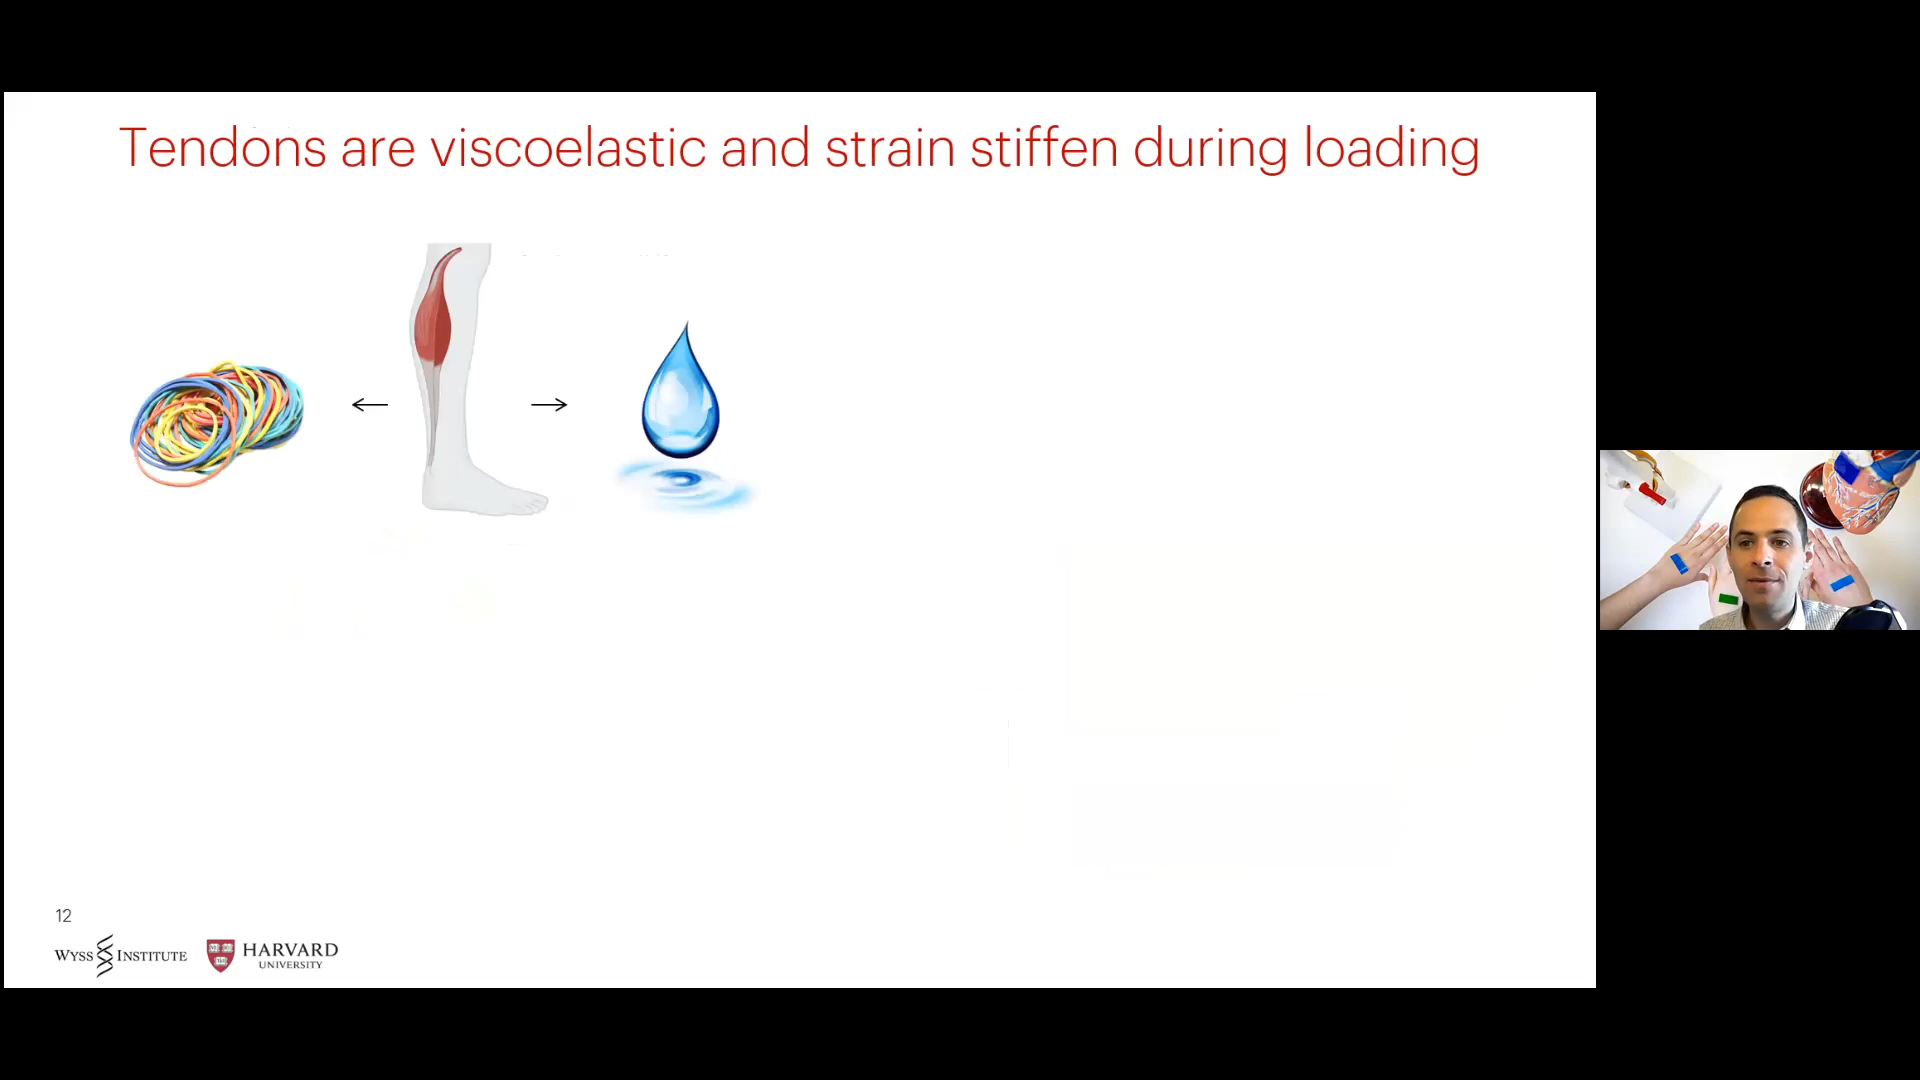 Tendons are viscoelastic and strain stiffen during loading
12
WYSS INSTITUTE
HARVARD
UNIVERSITY